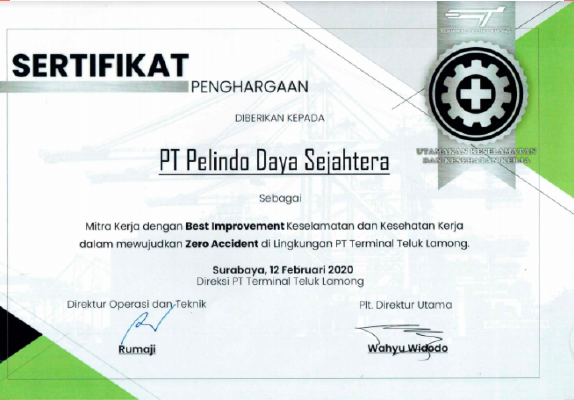 SERTIFIKAT
PENGHARGAAN
DIBERIKAN KEPADA
PT Pelindo Daya Sejahtera
Sebagai
Mitra Kerja dengan Best Improvement Keselamatan dan Kesehatan Kerja
dalam mewujudkan Zero Accident di Lingkungan PT Terminal Teluk Lamong.
Surabaya, 12 Februari 2020
Direksi PT Terminal Teluk Lamong
Direktur Operasi dan Teknik
Plt. Direktur Utama
Rumaji
Wahyu Widodo
UTAMAKAN KESELAMATAN
DAN KESEHATAN KERJA